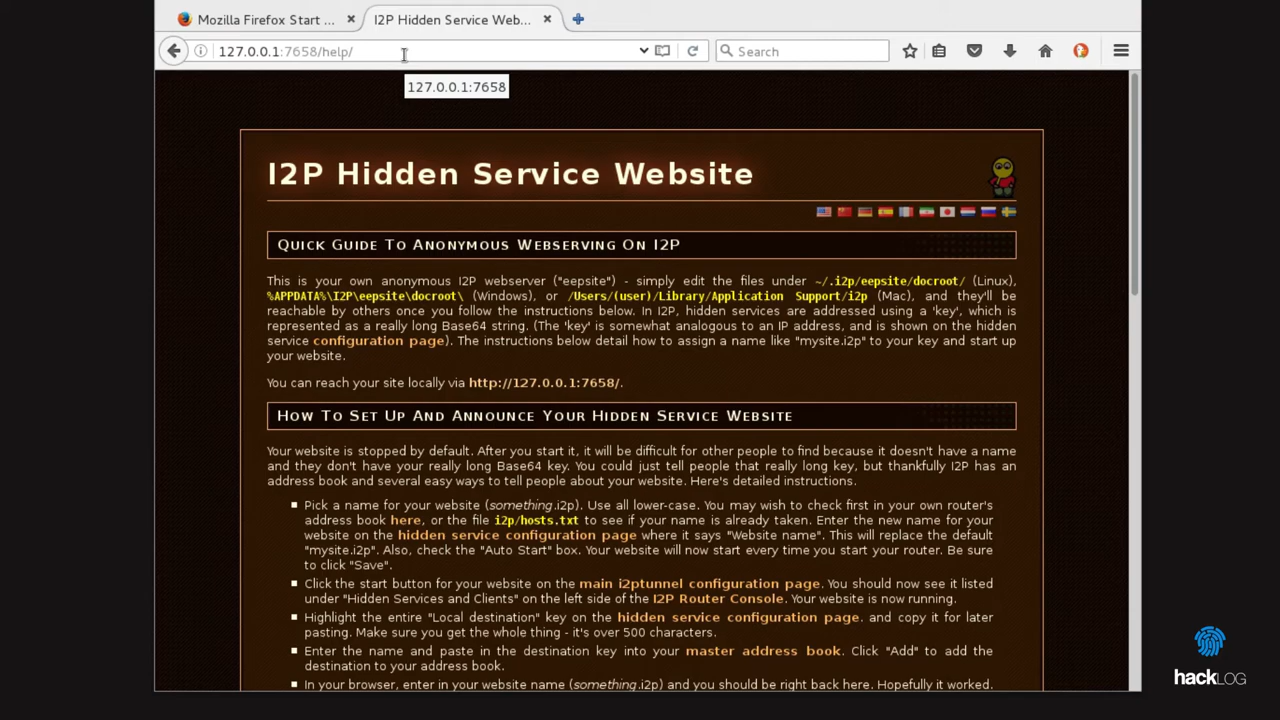 Mozilla Firefox Start ...
I2P Hidden Service Web...
127.0.0.1:7658/help/
Search
127.0.0.1:7658
I2P Hidden Service Website
Quick Guide To Anonymous Webserving On I2P
This is your own anonymous I2P webserver ("eepsite") - simply edit the files under ~/.i2p/eepsite/docroot/ (Linux),
%APPDATA%\I2P\eepsite\docroot\ (Windows), or /Users/(user)/Library/Application Support/i2p (Mac), and they'll be
reachable by others once you follow the instructions below. In I2P, hidden services are addressed using a 'key', which is
represented as a really long Base64 string. (The 'key' is somewhat analogous to an IP address, and is shown on the hidden
service configuration page). The instructions below detail how to assign a name like "mysite.i2p" to your key and start up
your website.
You can reach your site locally via http://127.0.0.1:7658/.
How To Set Up And Announce Your Hidden Service Website
Your website is stopped by default. After you start it, it will be difficult for other people to find because it doesn't have a name
and they don't have your really long Base64 key. You could just tell people that really long key, but thankfully I2P has an
address book and several easy ways to tell people about your website. Here's detailed instructions.
Pick a name for your website (something.i2p). Use all lower-case. You may wish to check first in your own router's
address book here, or the file i2p/hosts.txt to see if your name is already taken. Enter the new name for your
website on the hidden service configuration page where it says "Website name". This will replace the default
"mysite.i2p". Also, check the "Auto Start" box. Your website will now start every time you start your router. Be sure
to click "Save".
Click the start button for your website on the main i2ptunnel configuration page. You should now see it listed
under "Hidden Services and Clients" on the left side of the I2P Router Console. Your website is now running.
Highlight the entire "Local destination" key on the hidden service configuration page. and copy it for later
pasting. Make sure you get the whole thing - it's over 500 characters.
Enter the name and paste in the destination key into your master address book. Click "Add" to add the
destination to your address book.
In your browser, enter in your website name (something.i2p) and you should be right back here. Hopefully it worked.
hackLOG